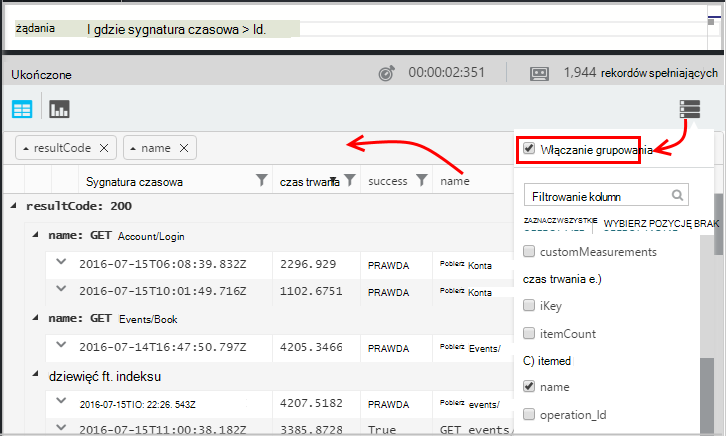 żądania I gdzie sygnatura czasowa > Id.
Ukończone 00:00:02:351 1,944 rekordów spełniających
resultCode × name ×
Włączanie grupowania
Filtrowanie kolumn
ZAZNACZ WSZYSTKIE WYBIERZ POZYCJĘ BRAK
Sygnatura czasowa czas trwania success name
resultCode: 200
name: GET Account/Login
2016-07-15T06:08:39.832Z 2296.929 PRAWDA Pobierz Konta
2016-07-15T10:01:49.716Z 1102.6751 PRAWDA Pobierz Konta
name: GET Events/Book
2016-07-14T16:47:50.797Z 4205.3466 PRAWDA Pobierz Events/
dziewięć ft. indeksu
2016-07-15TIO: 22:26. 543Z 4207.5182 PRAWDA Pobierz events/
2016-07-15T11:00:38.182Z 3385.8728 True GET events/
customMeasurements
czas trwania e.)
iKey
itemCount
C) itemed
name
operation_Id